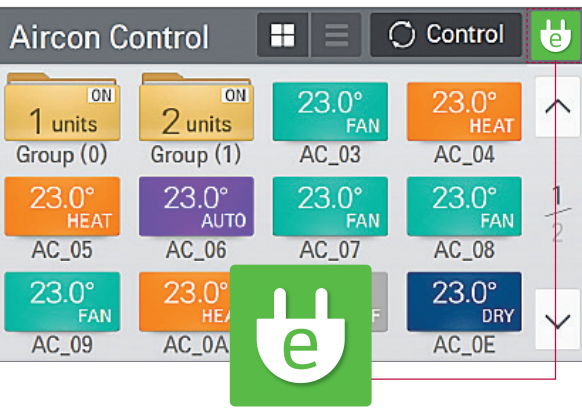 Aircon Control
Control
e
ON
1 units
Group (0)
ON
2 units
Group (1)
23.0°
FAN
AC_03
23.0°
HEAT
AC_04
23.0°
HEAT
AC_05
23.0°
AUTO
AC_06
23.0°
FAN
AC_07
23.0°
FAN
AC_08
1
2
23.0°
FAN
AC_09
23.0°
AC_0A
e
F
23.0°
DRY
AC_0E